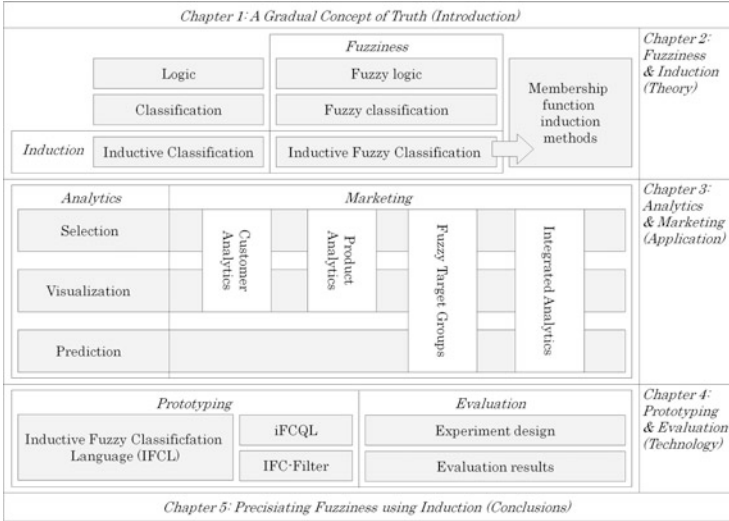 Chapter 1: A Gradual Concept of Truth (Introduction)
Fuzziness
Logic
Fuzzy logic
Classification
Fuzzy classification
Induction
Inductive Classification
Inductive Fuzzy Classification
Membership
function
induction
methods
Chapter 2:
Fuzziness
& Induction
(Theory)
Analytics
Marketing
Selection
Visualization
Prediction
Customer
Analytics
Product
Analytics
Fuzzy Target Groups
Integrated Analytics
Chapter 3:
Analytics
& Marketing
(Application)
Prototyping
Evaluation
Inductive Fuzzy Classificfation
Language (IFCL)
iFCQL
IFC-Filter
Experiment design
Evaluation results
Chapter 4:
Prototyping
& Evaluation
(Technology)
Chapter 5: Precisiating Fuzziness using Induction (Conclusions)